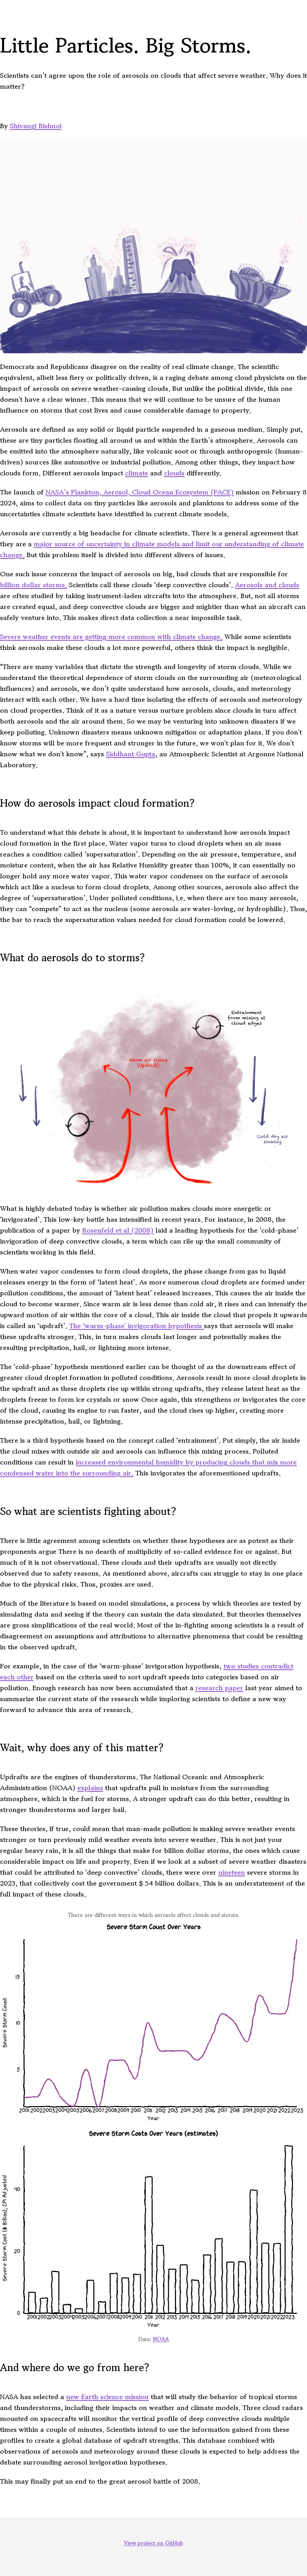 Little Particles. Big Storms.
Scientists can't agree upon the role of aerosols on clouds that affect severe weather. Why does it
matter?
By Shivangi Bishnoi
Democrats and Republicans disagree on the reality of real climate change. The scientific
equivalent, albeit less fiery or politically driven, is a raging debate among cloud physicists on the
impact of aerosols on severe weather-causing clouds. But unlike the political divide, this one
doesn't have a clear winner. This means that we will continue to be unsure of the human
influence on storms that cost lives and cause severe damage to property.
Aerosols are defined as any solid or liquid particle suspended in a gaseous medium. Simply put, these
are tiny particles floating all around us and within the Earth's atmosphere. Aerosols can be
emitted into the atmosphere naturally, like sea spray, or through anthropogenic (human-
driven) sources like automotive or industrial pollution. Among other things, they impact how
clouds form. Different aerosols impact climate and clouds differently.
The launch of NASA's Plankton, Aerosol, Cloud Ocean Ecosystem (PACE) mission on February 8
2024, aims to collect data on tiny particles like aerosols and plankton to address some of the
uncertainties climate scientists have identified in current climate models.
Aerosols are currently a big headache for climate scientists. There is a general agreement that
they are a major source of uncertainty in climate models and limit our understanding of climate
change. But this problem itself is divided into different slivers of issues.
One such issue concerns the impact of aerosols on big, bulbous clouds that are responsible for
billion dollar storms. Scientists call these clouds 'deep convective clouds'. Aerosols and clouds
are often studied by taking instrument-laden aircrafts into the atmosphere. But, not all storms
are created equal, and deep convective clouds are bigger and mightier than an aircraft can
safely venture into. This makes data collection a near impossible task.
Severe weather events are getting more common with climate change. While some scientists
think aerosols make these clouds a lot more powerful, others think the impact is negligible.
"There are many variables that dictate the strength and longevity of storm clouds. While we
understand the theoretical dependency of individual storm clouds depending on air (meteorological
influences) and aerosols, we don't quite understand how aerosols, clouds, and meteorology
interact with each other. We have a hard time isolating the effects of aerosols and meteorology
on cloud properties. Think of it as a nature versus nurture problem since clouds in turn affect
both aerosols and the air around them. So we may be venturing into unknown disasters if we
keep polluting. Unknown disasters also mean unknown mitigation or adaptation plans. If you don't
know storms will be more frequent and stronger in the future, we won't plan for it. We don't
know what we don't know", says Siddhant Gupta, an Atmospheric Scientist at Argonne National
Laboratory.
How do aerosols impact cloud formation?
To understand what this debate is about, it is important to understand how aerosols impact
cloud formation in the first place. Water vapor turns to cloud droplets when an air mass
reaches a condition called 'supersaturation'. Depending on the air pressure, temperature, and
moisture content, when the air has Relative Humidity greater than 100%, it can essentially no
longer hold any more water vapor. This water vapor condenses on the surface of aerosols
which act like a nucleus to form cloud droplets. Among other sources, aerosols also affect the
degree of 'supersaturation'. Under polluted conditions, i.e. when there are too many aerosols,
they can "compete" to act as the nucleus (some aerosols are water-loving, or hydrophilic). Thus,
the bar to reach the supersaturation values needed for cloud formation could be lowered.
What do aerosols do to storms?
Entrainment
from mixing at
cloud edges
Warm air rising
(Updraft)
Cold dry air
sinking
What is highly debated today is whether air pollution makes clouds more energetic or
'invigorated'. This low-key tussle has intensified in recent years. For instance, in 2008, the
publication of a paper by Rosenfeld et al (2008) laid a leading hypothesis for the 'cold-phase'
invigoration of deep convective clouds, a term which can rile up the small community of
scientists working in this field.
When water vapor condenses to form cloud droplets, the phase change from gas to liquid
releases energy in the form of 'latent heat'. As more numerous cloud droplets are formed under
pollution conditions, the amount of 'latent heat' released increases. This causes the air inside the
cloud to become warmer. Since warm air is less dense than cold air, it rises and can intensify the
upward motion of air within the core of a cloud. This air inside the cloud that moves upwards
is called an 'updraft'. The 'warm-phase' invigoration hypothesis says that aerosols will make
these updrafts stronger. This, in turn makes clouds last longer and potentially makes the
resulting precipitation, hail, or lightning more intense.
The 'cold-phase' hypothesis mentioned earlier can be thought of as the downstream effect of
greater cloud droplet formation in polluted conditions. Aerosols result in more cloud droplets in
the updraft and as these droplets rise up within strong updrafts, they release latent heat as the
droplets freeze to form ice crystals or snow. Once again, this strengthens or invigorates the core
of the cloud, causing its engine to run faster, and the cloud rises up higher, creating more
intense precipitation, hail, or lightning.
There is a third hypothesis based on the concept called 'entrainment'. Put simply, the air inside
the cloud mixes with outside air and aerosols can influence this mixing process. Polluted
conditions can result in increased environmental humidity by producing clouds that mix more
condensed water into the surrounding air. This invigorates the aforementioned updrafts.
So what are scientists fighting about?
There is little agreement among scientists on whether these hypotheses are as potent as their
proponents argue. There is no dearth or multiplicity of so-called evidence for or against. But
much of it is not observational. These clouds and their updrafts are usually not directly
observed due to safety reasons. As mentioned above, aircrafts can struggle to stay in one place
due to the physical risks. Thus, proxies are used.
Much of the literature is based on model simulations, a process by which theories are tested by
simulating data and seeing if the theory can sustain the data simulated. But theories themselves
are gross simplifications of the real world. Most of the in-fighting among scientists is a result of
disagreement on assumptions and attributions to an alternative phenomena that could be resulting
in the observed updraft.
For example, in the case of the 'warm-phase' invigoration hypothesis, two studies contradict
each other based on the criteria used to sort updraft speeds into categories based on air
pollution. Enough research has been accumulated that a research paper last year aimed to
summarize the current state of the research while imploring scientists to define a new way
forward to advance this area of research.
Wait, why does any of this matter?
Updrafts are the engines of thunderstorms. The National Oceanic and Atmospheric
Administration (NOAA) explains that updrafts pull in moisture from the surrounding
atmosphere, which is the fuel for storms. A stronger updraft can do this better, resulting in
stronger thunderstorms and larger hail.
These theories, if true, could mean that man-made pollution is making severe weather events
stronger or turn previously mild weather events into severe weather. This is not just your
regular heavy rain, it is all the things that make for billion dollar storms, the ones which cause
considerable impact on life and property. Even if we look at a subset of severe weather disasters
that could be attributed to 'deep convective' clouds, there were over nineteen severe storms in
2023, that collectively cost the government $ 54 billion dollars. This is an understatement of the
full impact of these clouds.
There are different ways in which aerosols affect clouds and storms.
Severe Storm Count Over Years
Severe Storm Count
15
10
5
2001 2002 2003 2004 2005 2006 2007 2008 2009 2010 2011 2012 2013 2014 2015 2016 2017 2018 2019 2020 2021 2022 2023
Year
Severe Storm Costs Over Years (estimates)
Severe Storm Cost ($ Billion), CPI Adjusted
40
20
0
2001 2002 2003 2004 2005 2006 2007 2008 2009 2010 2011 2012 2013 2014 2015 2016 2017 2018 2019 2020 2021 2022 2023
Year
Data: NOAA
And where do we go from here?
NASA has selected a new Earth science mission that will study the behavior of tropical storms
and thunderstorms, including their impacts on weather and climate models. Three cloud radars
mounted on spacecrafts will monitor the vertical profile of deep convective clouds multiple
times within a couple of minutes. Scientists intend to use the information gained from these
profiles to create a global database of updraft strengths. This database combined with
observations of aerosols and meteorology around these clouds is expected to help address the
debate surrounding aerosol invigoration hypotheses.
This may finally put an end to the great aerosol battle of 2008.
View project on GitHub